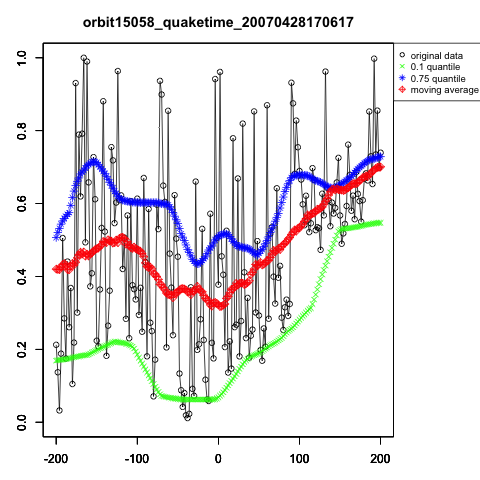 orbit15058_quaketime_20070428170617
original data
0.1 quantile
0.75 quantile
moving average
1.0
0.8
0.6
0.4
0.2
0.0
-200 -100 0 100 200